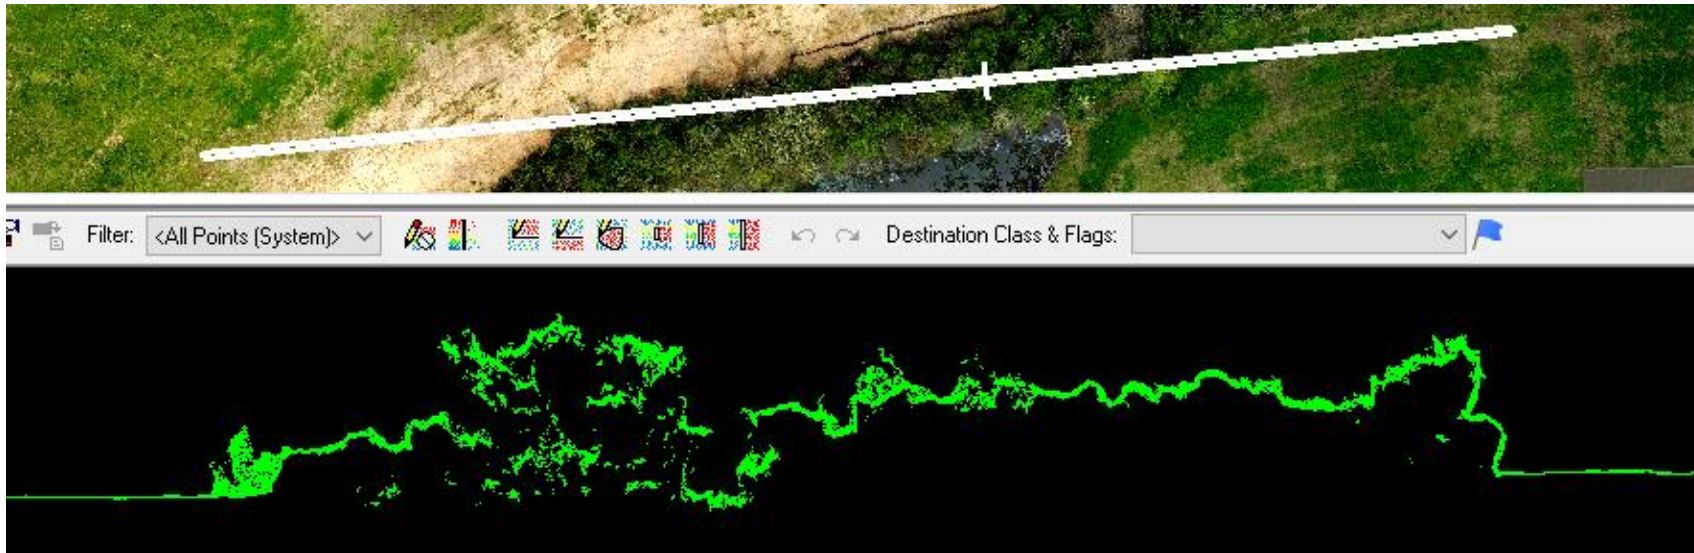 Filter: <All Points (System)> Destination Class & Flags: